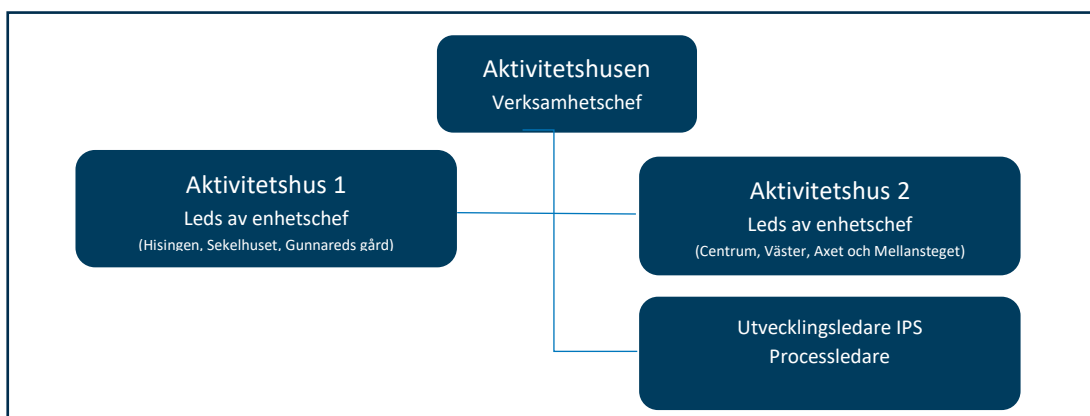 Aktivitetshusen
Verksamhetschef
Aktivitetshus 1
Leds av enhetschef
(Hisingen, Sekelhuset, Gunnareds gård)
Aktivitetshus 2
Leds av enhetschef
(Centrum, Väster, Axet och Mellansteget)
Utvecklingsledare IPS
Processledare